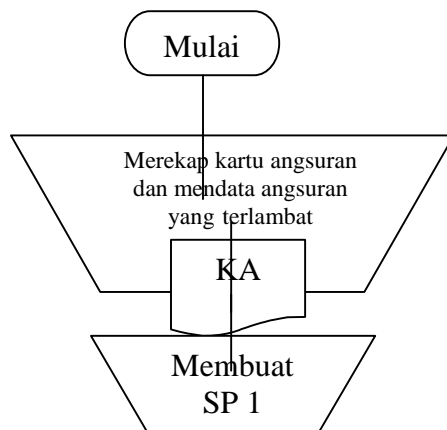 Mulai
Merekap kartu angsuran
dan mendata angsuran
yang terlambat
KA
Membuat
SP 1